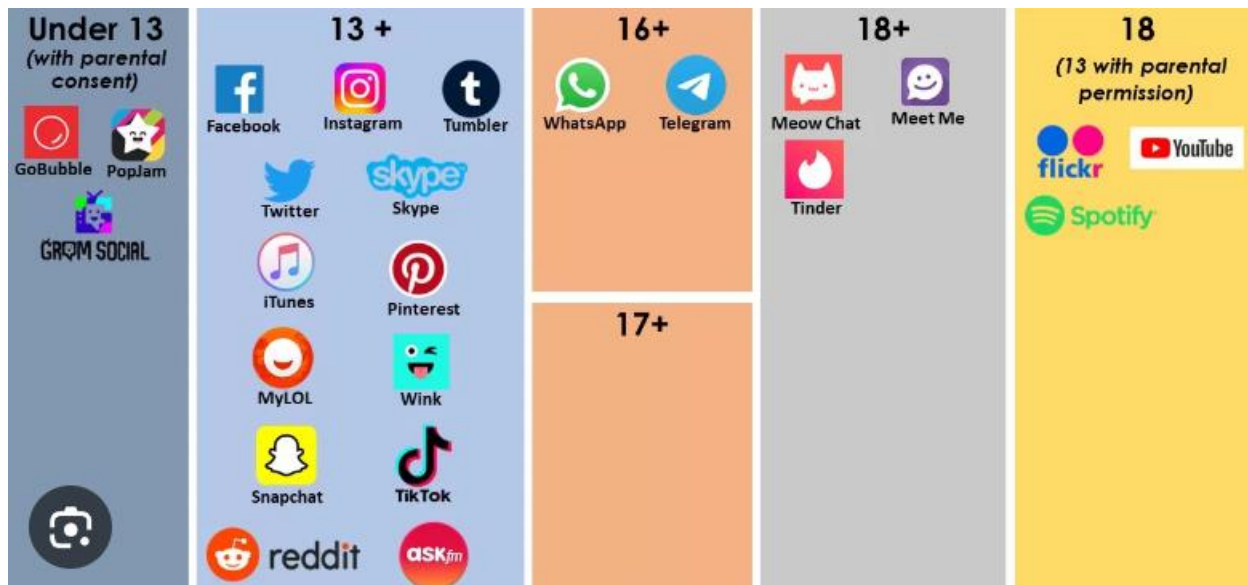 Under 13
(with parental
consent)
GoBubble
PopJam
GROM SOCIAL
13 +
f
Facebook
Instagram
t
Tumbler
Twitter
skype
Skype
iTunes
Pinterest
MyLOL
Wink
Snapchat
TikTok
reddit
ASKfm
16+
WhatsApp
Telegram
17+
18+
Meow Chat
Meet Me
Tinder
18
(13 with parental
permission)
flickr
YouTube
Spotify